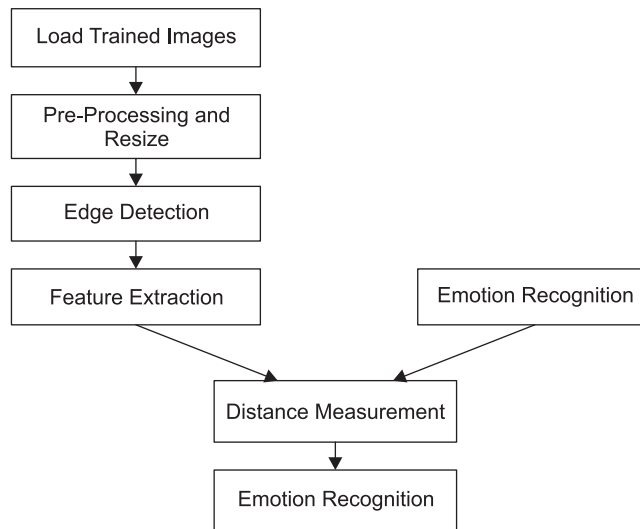 Load Trained Images
Pre-Processing and
Resize
Edge Detection
Feature Extraction
Emotion Recognition
Distance Measurement
Emotion Recognition